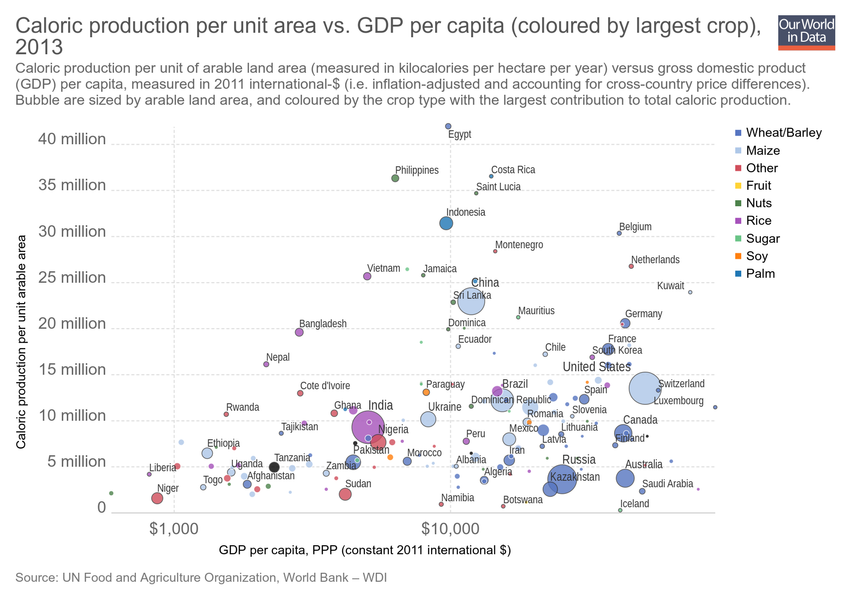 Caloric production per unit area vs. GDP per capita (coloured by largest crop),
2013
Our World
in Data
Caloric production per unit of arable land area (measured in kilocalories per hectare per year) versus gross domestic product
(GDP) per capita, measured in 2011 international-$ (i.e. inflation-adjusted and accounting for cross-country price differences).
Bubble are sized by arable land area, and coloured by the crop type with the largest contribution to total caloric production.
40 million
35 million
30 million
25 million
20 million
15 million
10 million
5 million
0
Caloric production per unit arable area
Egypt
Philippines
Costa Rica
Saint Lucia
Indonesia
Belgium
Montenegro
Netherlands
Vietnam
Jamaica
China
Kuwait
Sri Lanka
Mauritius
Bangladesh
Dominica
Germany
Ecuador
Chile
France
South Korea
Nepal
United States
Switzerland
Luxembourg
Cote d'Ivoire
Paraguay
Brazil
Spain
Dominican Republic
Rwanda
Ghana
India
Ukraine
Romania
Slovenia
Tajikistan
Nigeria
Mexico
Lithuania
Canada
Peru
Latvia
Finland
Ethiopia
Pakistan
Morocco
Iran
Liberia
Uganda
Tanzania
Zambia
Albania
Algeria
Russia
Australia
Togo
Afghanistan
Kazakhstan
Saudi Arabia
Niger
Sudan
Namibia
Botswana
Iceland
$1,000
$10,000
GDP per capita, PPP (constant 2011 international $)
Wheat/Barley
Maize
Other
Fruit
Nuts
Rice
Sugar
Soy
Palm
Source: UN Food and Agriculture Organization, World Bank – WDI